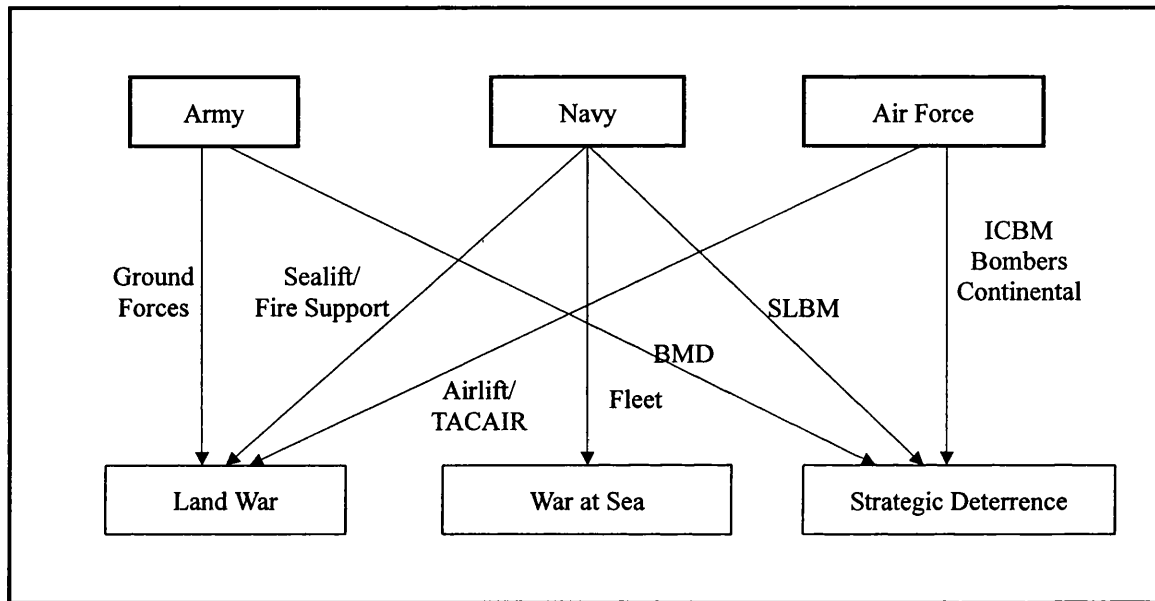 Army
Navy
Air Force
Ground
Forces
Sealift/
Fire Support
ICBM
Bombers
Continental
SLBM
BMD
Airlift/
TACAIR
Fleet
Land War
War at Sea
Strategic Deterrence